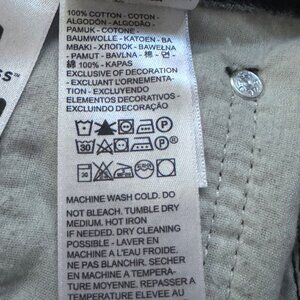 100% COTTON - COTON -
ALGODÓN - ALGODÃO -
PAMUK - COTONE -
BAUMWOLLE - KATOEN - BA
MBAKI - ХЛОПОК - BAWEŁNA
- PAMUT - BAVLNA - 棉 - 면 -
綿 100% - KAPAS
EXCLUSIVE OF DECORATION
- EXCLUANT L'ORNEMENTA-
TION - EXCLUYENDO
ELEMENTOS DECORATIVOS -
EXCLUINDO DECORATIVOS
P
30
P
MACHINE WASH COLD. DO
NOT BLEACH. TUMBLE DRY
MEDIUM. HOT IRON
IF NEEDED. DRY CLEANING
POSSIBLE - LAVER EN
MACHINE A L'EAU FROIDE.
NE PAS BLANCHIR. SECHER
EN MACHINE A TEMPERA-
TURE MOYENNE. REPASSER A
TEMPERATURE ELEVEE AU